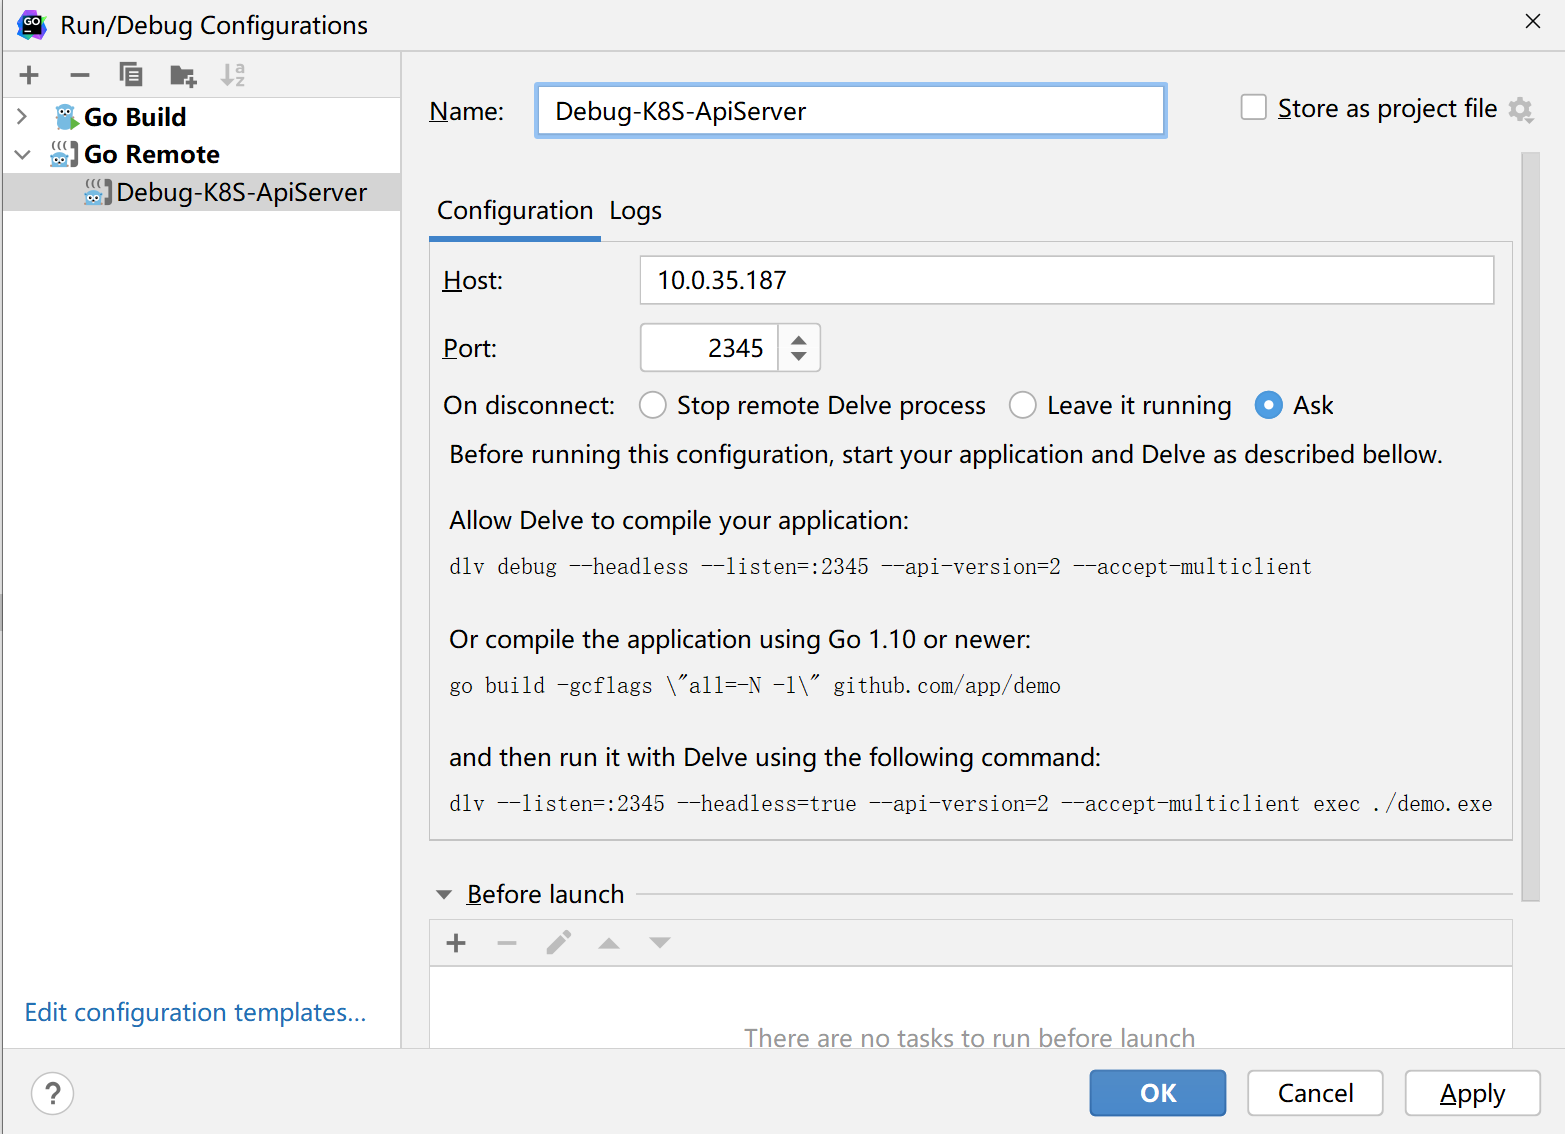 GO
Run/Debug Configurations
Go Build
Go Remote
Debug-K8S-ApiServer
Edit configuration templates...
Name: Debug-K8S-ApiServer
Store as project file
Configuration Logs
Host: 10.0.35.187
Port: 2345
On disconnect: Stop remote Delve process Leave it running Ask
Before running this configuration, start your application and Delve as described bellow.
Allow Delve to compile your application:
dlv debug --headless --listen=:2345 --api-version=2 --accept-multiclient
Or compile the application using Go 1.10 or newer:
go build -gcflags \"all=-N -l\" github.com/app/demo
and then run it with Delve using the following command:
dlv --listen=:2345 --headless=true --api-version=2 --accept-multiclient exec ./demo.exe
Before launch
There are no tasks to run before launch
? OK Cancel Apply